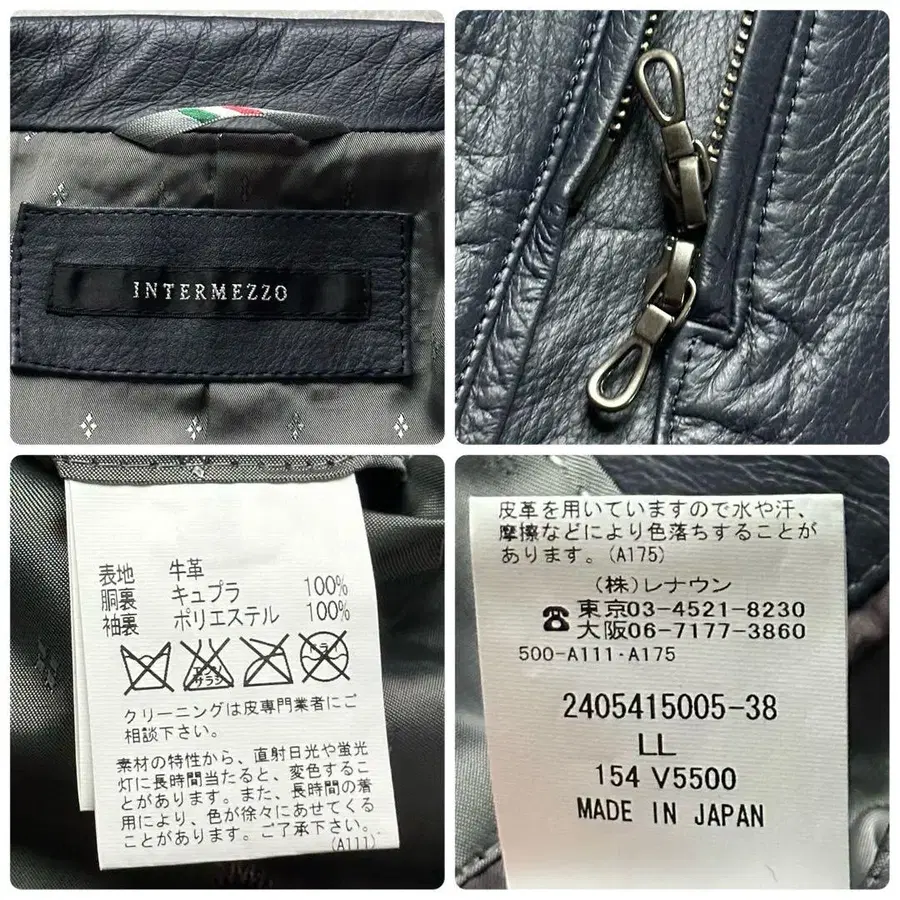 INTERMEZZO
表地 牛革
胴裏 キュプラ 100%
袖裏 ポリエステル 100%
エンソ
サラシ
ドライ
クリーニングは皮専門業者にご
相談下さい。
素材の特性から、直射日光や蛍光
灯に長時間当たると、変色するこ
とがあります。また、長時間の着
用により、色が徐々にあせてくる
ことがあります。ご了承下さい。
(A111)
皮革を用いていますので水や汗、
摩擦などにより色落ちすることが
あります。(A175)
(株)レナウン
☎東京03-4521-8230
大阪06-7177-3860
500-A111・A175
2405415005-38
LL
154 V5500
MADE IN JAPAN